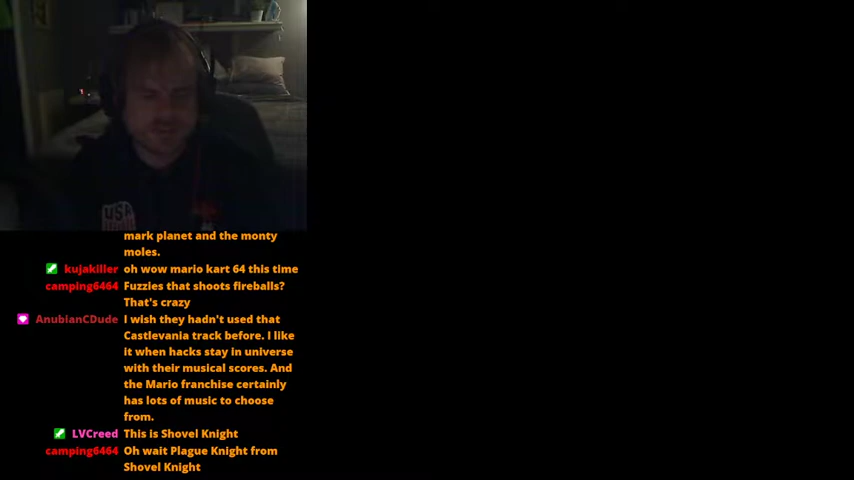 USA
mark planet and the monty
moles.
kujakiller oh wow mario kart 64 this time
camping6464 Fuzzies that shoots fireballs?
That's crazy
AnubianCDude I wish they hadn't used that
Castlevania track before. I like
it when hacks stay in universe
with their musical scores. And
the Mario franchise certainly
has lots of music to choose
from.
LVCreed This is Shovel Knight
camping6464 Oh wait Plague Knight from
Shovel Knight